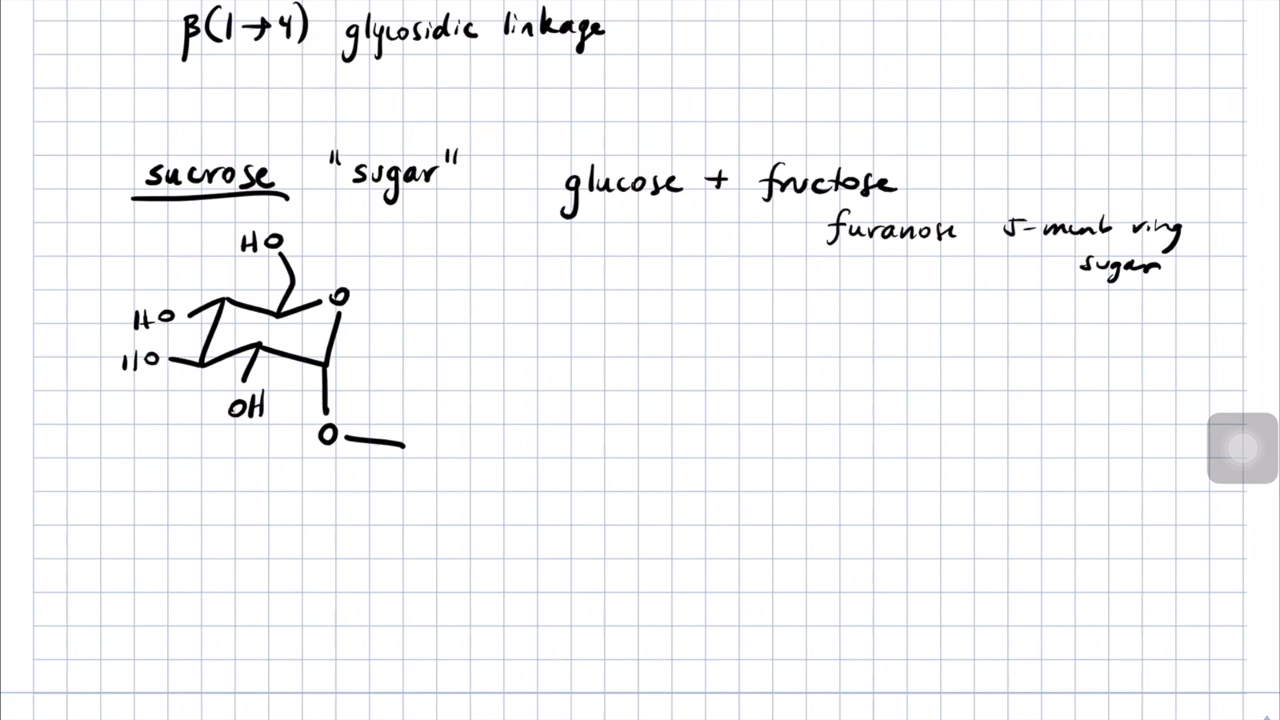 β(1→4) glycosidic linkage
sucrose "sugar" glucose + fructose
furanose 5-memb ring
sugar
HO
O
HO
HO
OH
O